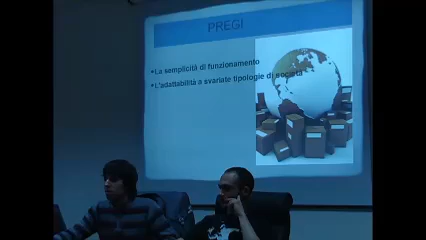 PREGI
•La semplicità di funzionamento
•L'adattabilità a svariate tipologie di società